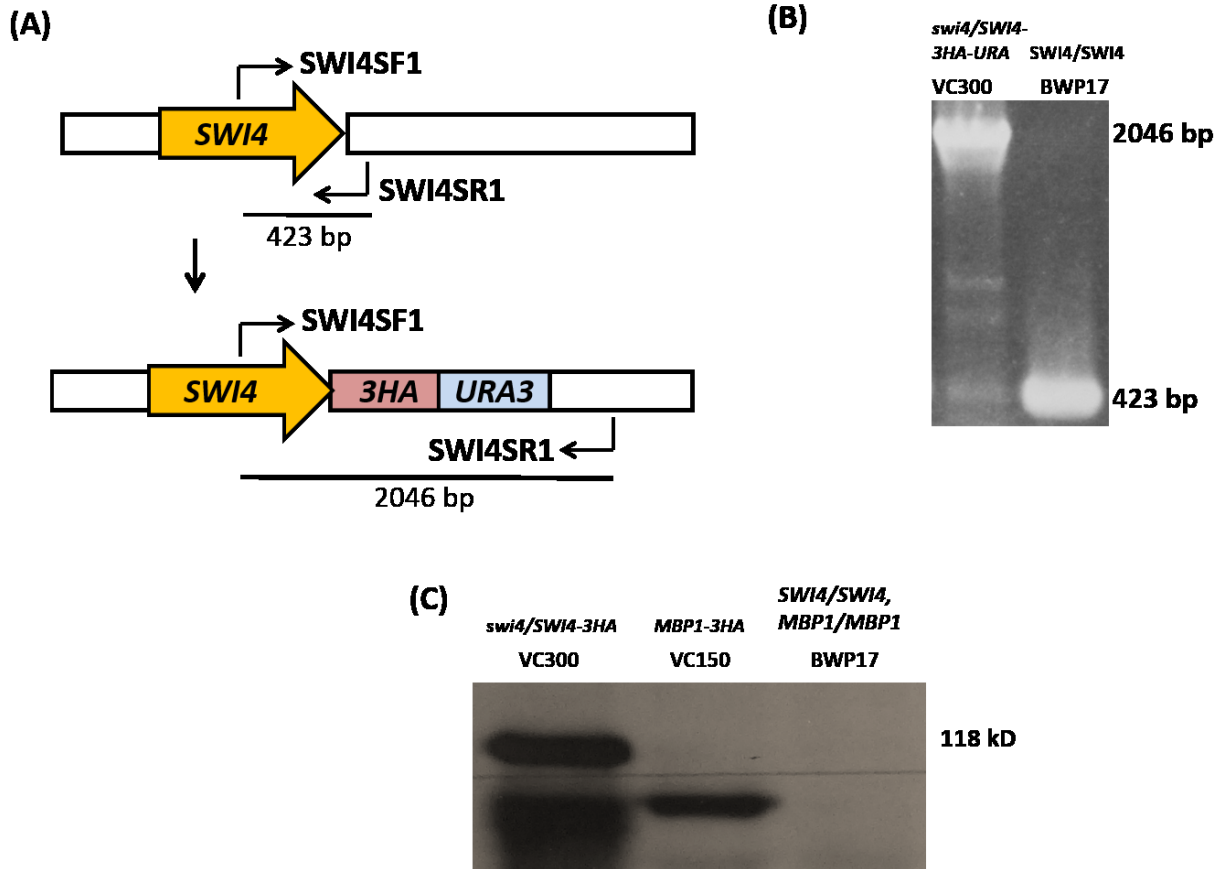 (A)
SWI4SF1
SWI4
SWI4SR1
423 bp
SWI4SF1
SWI4
3HA
URA3
SWI4SR1
2046 bp
(B)
swi4/SWI4-
3HA-URA
SWI4/SWI4
VC300
BWP17
2046 bp
423 bp
(C)
swi4/SWI4-3HA
MBP1-3HA
SWI4/SWI4,
MBP1/MBP1
VC300
VC150
BWP17
118 kD